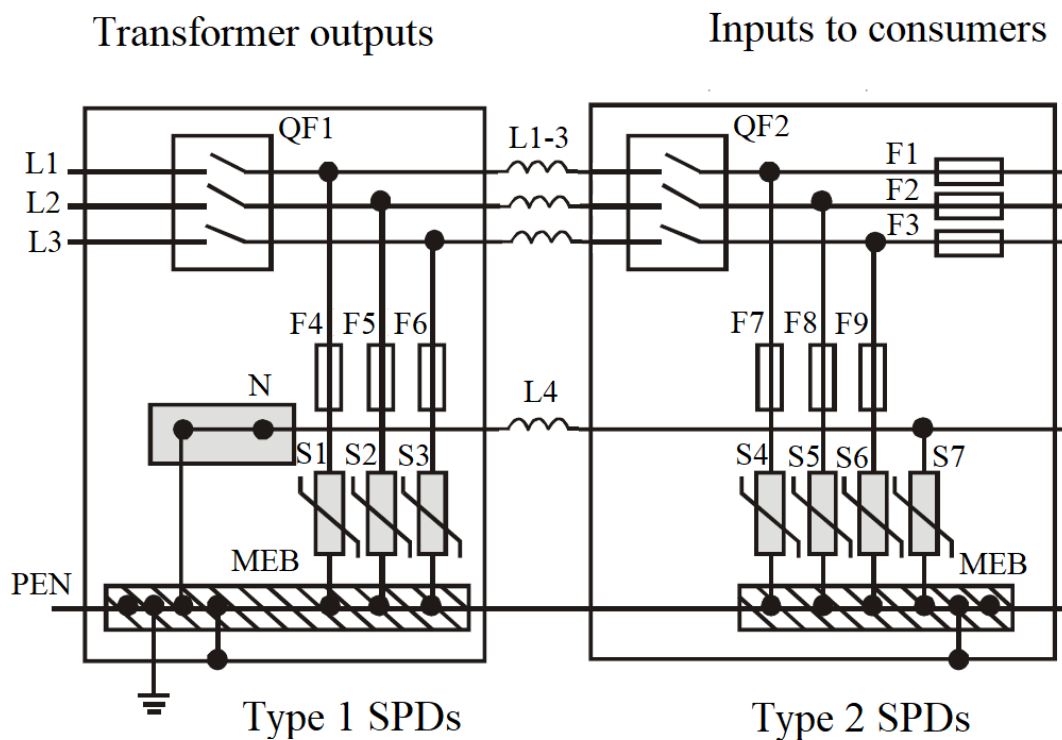 Transformer outputs
Inputs to consumers
QF1
L1-3
QF2
L1
F1
L2
F2
L3
F3
F4
F5
F6
F7
F8
F9
N
L4
S1
S2
S3
S4
S5
S6
S7
MEB
MEB
PEN
Type 1 SPDs
Type 2 SPDs